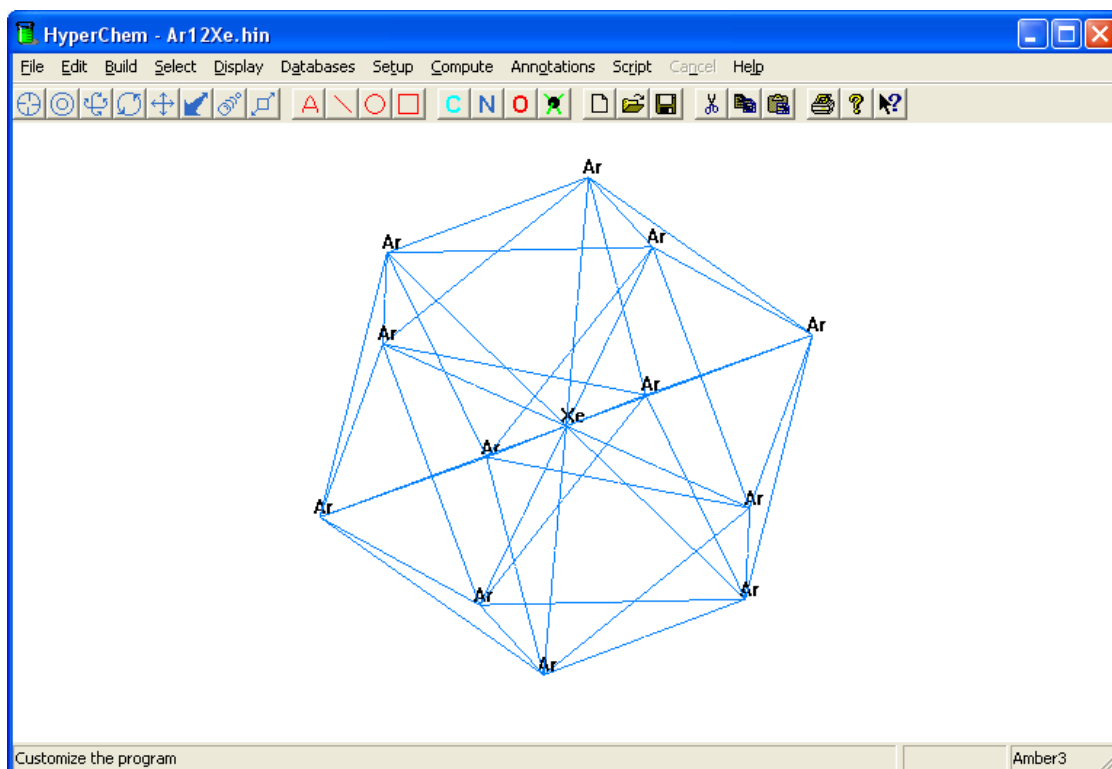 HyperChem - Ar12Xe.hin
File Edit Build Select Display Databases Setup Compute Annotations Script Cancel Help
A C N O ? ?
Ar
Ar
Ar
Ar
Ar
Ar
Xe
Ar
Ar
Ar
Ar
Ar
Ar
Customize the program Amber3